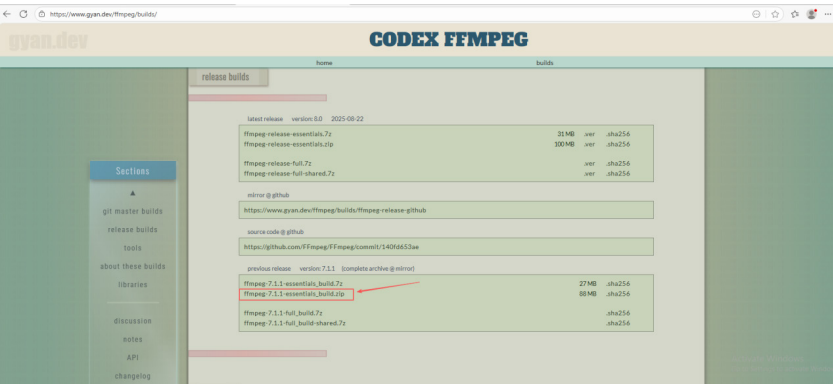 https://www.gyan.dev/ffmpeg/builds/
gyan.dev
CODEX FFMPEG
home builds
release builds
latest release version: 8.0 2025-08-22
ffmpeg-release-essentials.7z 31 MB .ver .sha256
ffmpeg-release-essentials.zip 100 MB .ver .sha256
ffmpeg-release-full.7z .ver .sha256
ffmpeg-release-full-shared.7z .ver .sha256
mirror @ github
https://www.gyan.dev/ffmpeg/builds/ffmpeg-release-github
source code @ github
https://github.com/FFmpeg/FFmpeg/commit/140fd653ae
previous release version: 7.1.1 (complete archive @ mirror)
ffmpeg-7.1.1-essentials_build.7z 27 MB .sha256
ffmpeg-7.1.1-essentials_build.zip 88 MB .sha256
ffmpeg-7.1.1-full_build.7z .sha256
ffmpeg-7.1.1-full_build-shared.7z .sha256
Sections
git master builds
release builds
tools
about these builds
libraries
discussion
notes
API
changelog